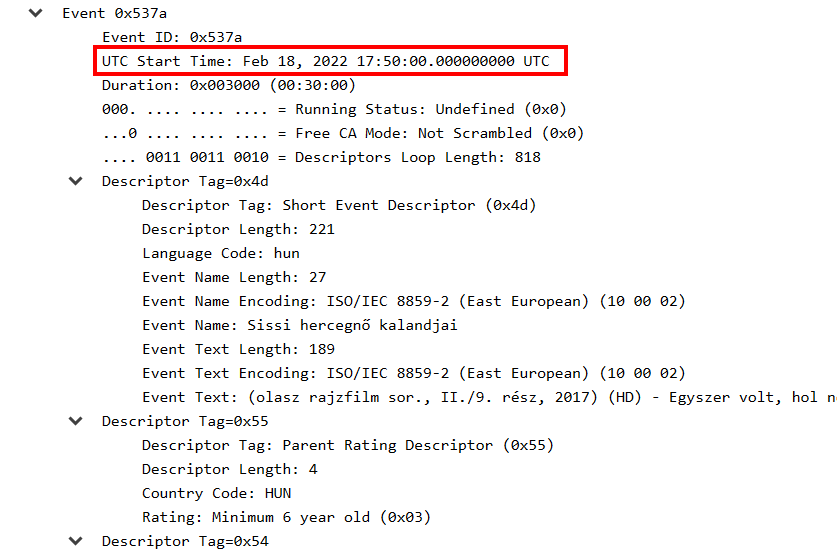 Event 0x537a
Event ID: 0x537a
UTC Start Time: Feb 18, 2022 17:50:00.000000000 UTC
Duration: 0x003000 (00:30:00)
000. .... .... .... = Running Status: Undefined (0x0)
...0 .... .... .... = Free CA Mode: Not Scrambled (0x0)
.... 0011 0011 0010 = Descriptors Loop Length: 818
Descriptor Tag=0x4d
Descriptor Tag: Short Event Descriptor (0x4d)
Descriptor Length: 221
Language Code: hun
Event Name Length: 27
Event Name Encoding: ISO/IEC 8859-2 (East European) (10 00 02)
Event Name: Sissi hercegnő kalandjai
Event Text Length: 189
Event Text Encoding: ISO/IEC 8859-2 (East European) (10 00 02)
Event Text: (olasz rajzfilm sor., II./9. rész, 2017) (HD) - Egyszer volt, hol
Descriptor Tag=0x55
Descriptor Tag: Parent Rating Descriptor (0x55)
Descriptor Length: 4
Country Code: HUN
Rating: Minimum 6 year old (0x03)
Descriptor Tag=0x54